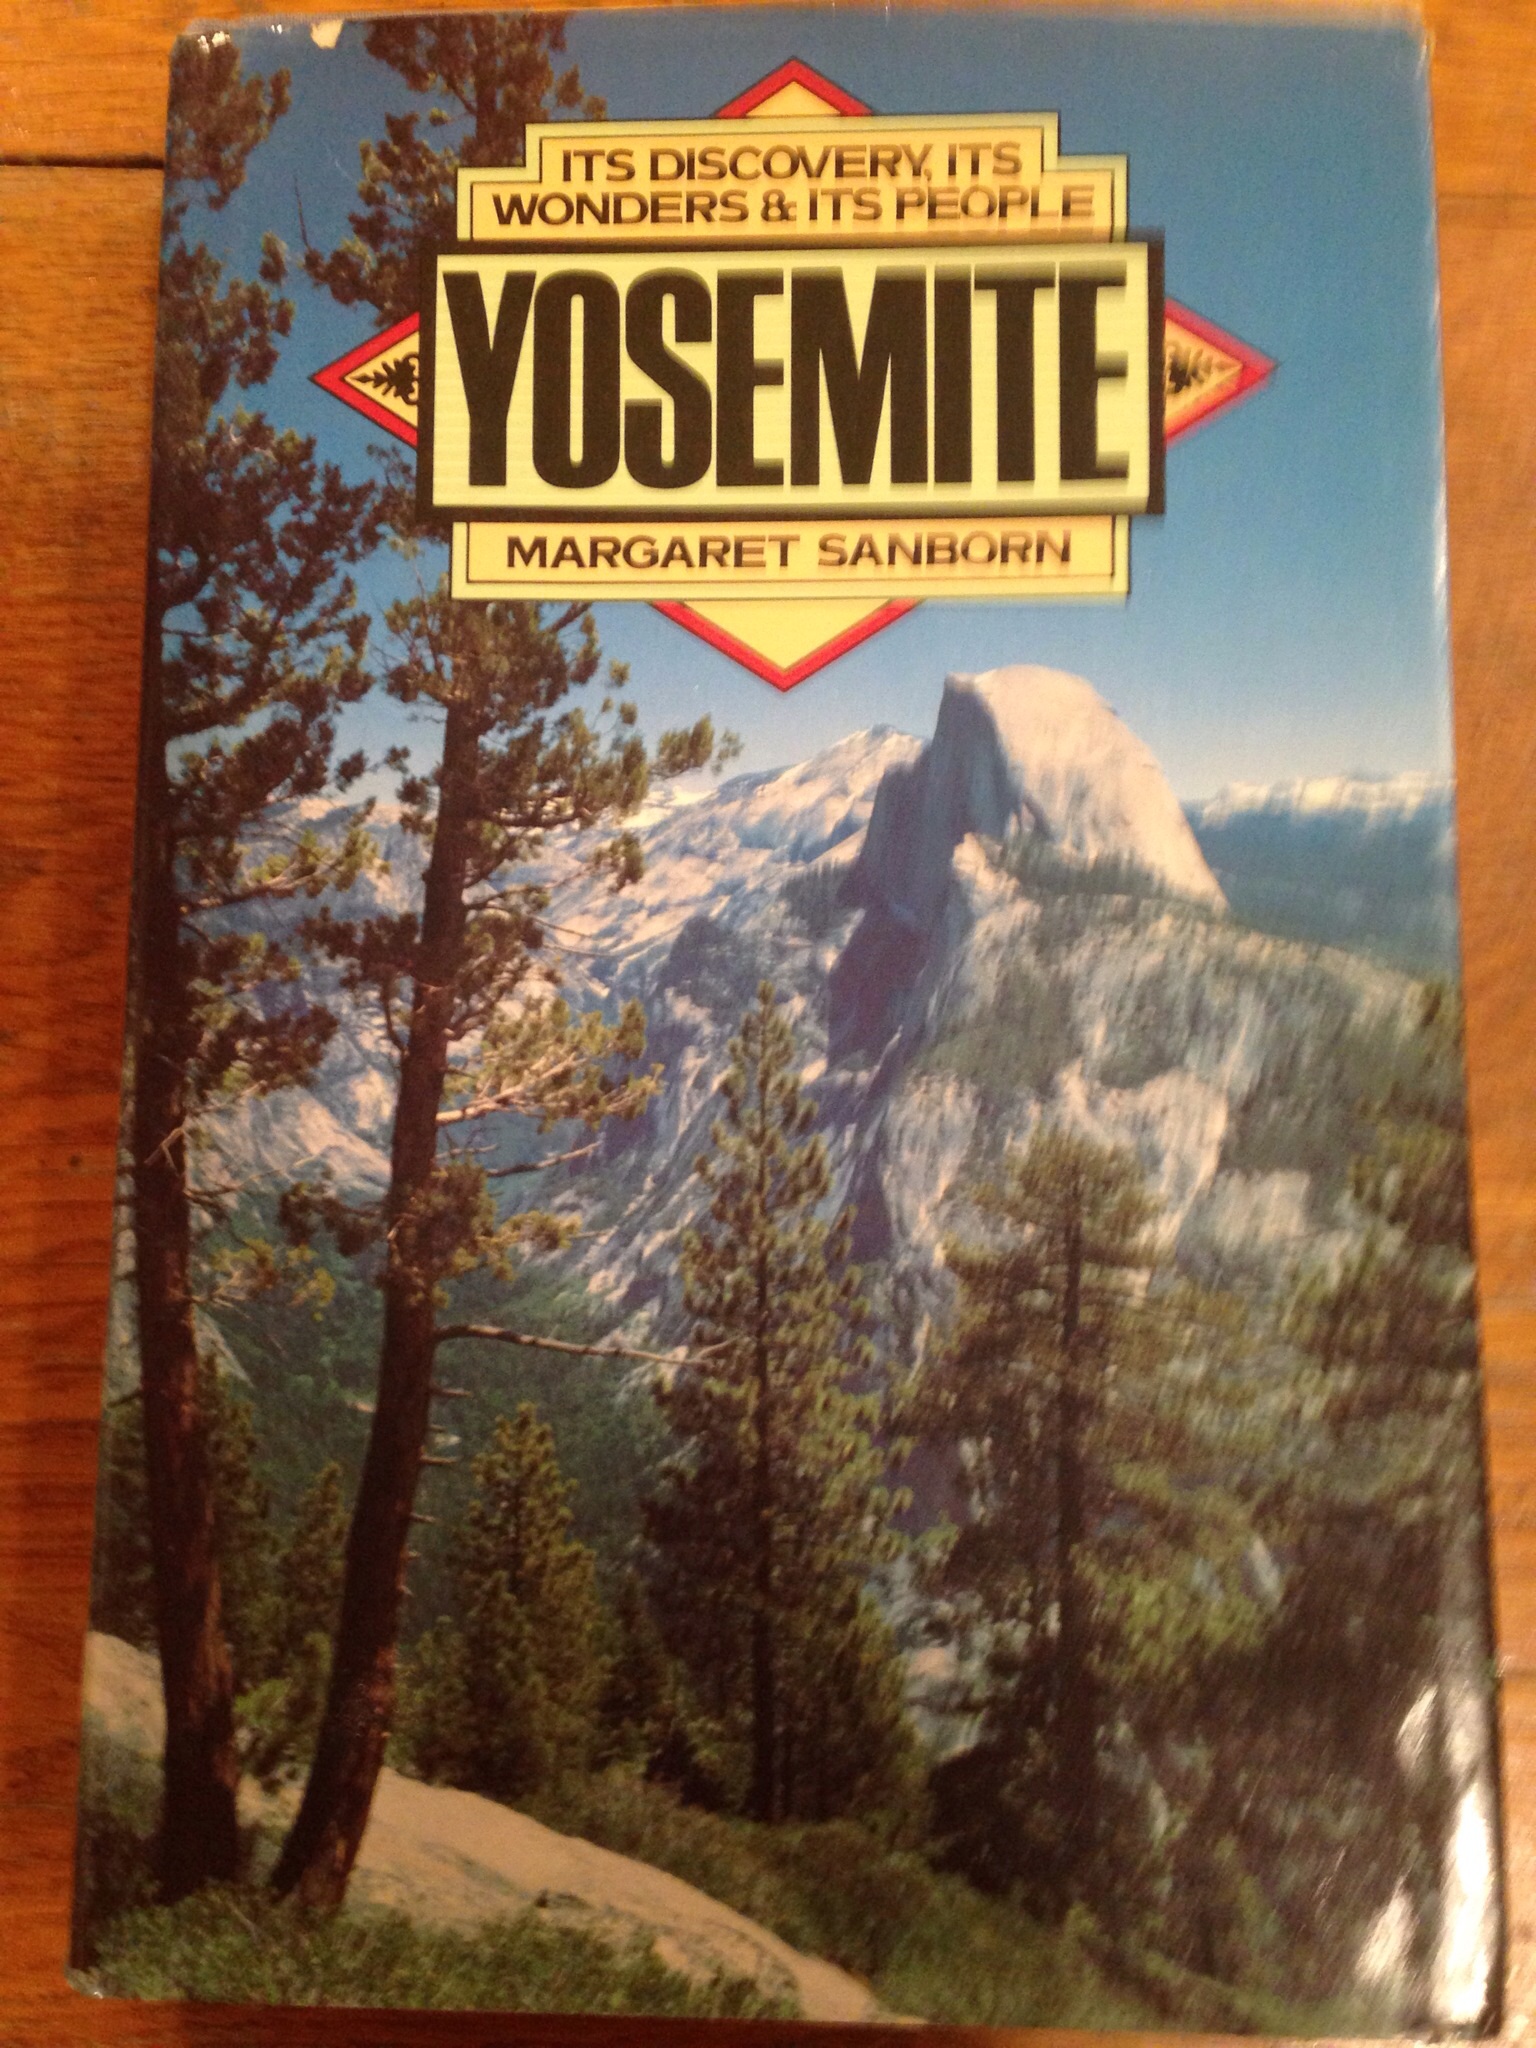 ITS DISCOVERY, ITS
WONDERS & ITS PEOPLE
YOSEMITE
MARGARET SANBORN